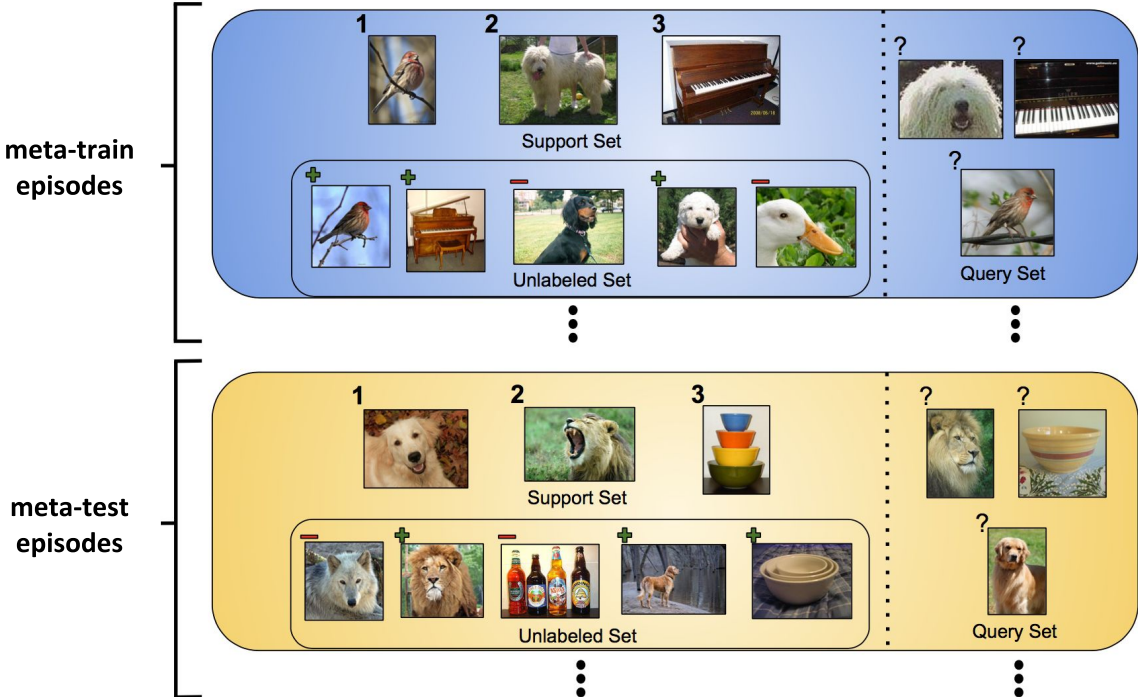 meta-train
episodes
1
2
3
Support Set
+
+
-
+
-
Unlabeled Set
?
?
?
Query Set
meta-test
episodes
1
2
3
Support Set
-
+
-
+
+
Unlabeled Set
?
?
?
Query Set